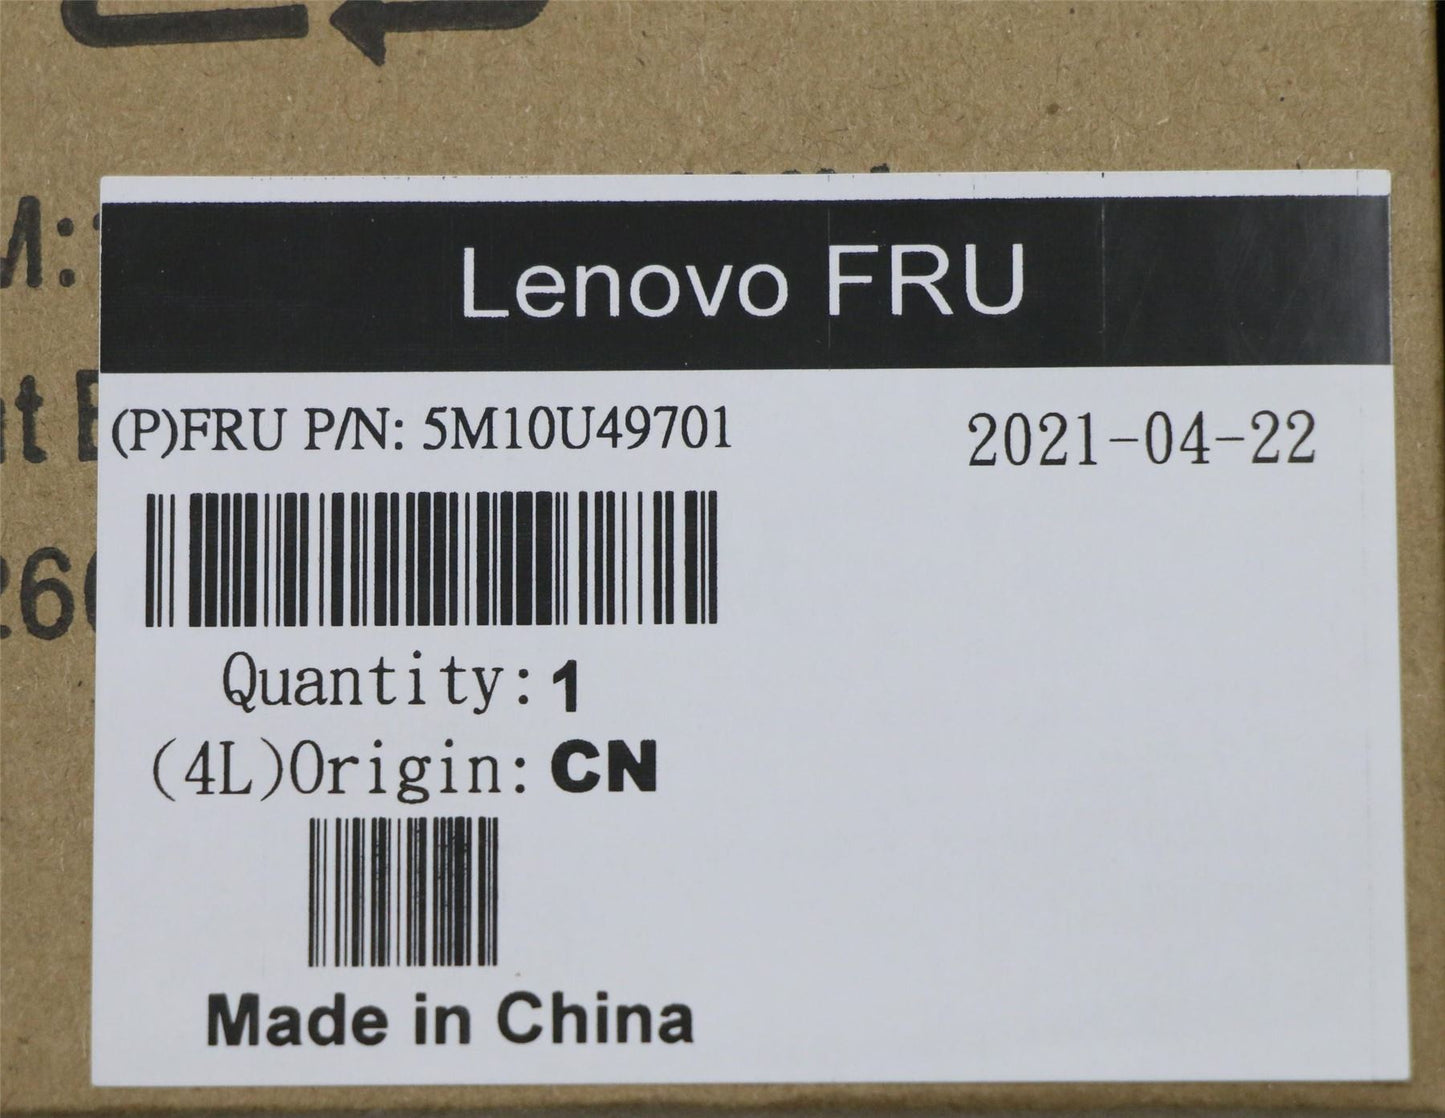 Lenovo FRU
(P)FRU P/N: 5M10U49701
2021-04-22
Quantity: 1
(4L)Origin: CN
Made in China